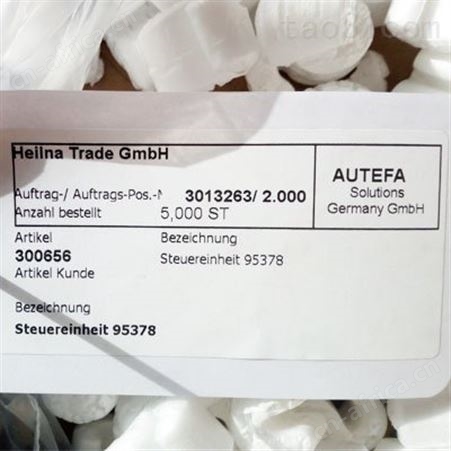 Heilna Trade GmbH
Auftrag-/ Auftrags-Pos.-N 3013263/ 2.000
Anzahl bestellt 5,000 ST
AUTEFA
Solutions
Germany GmbH
Artikel Bezeichnung
300656 Steuereinheit 95378
Artikel Kunde
Bezeichnung
Steuereinheit 95378